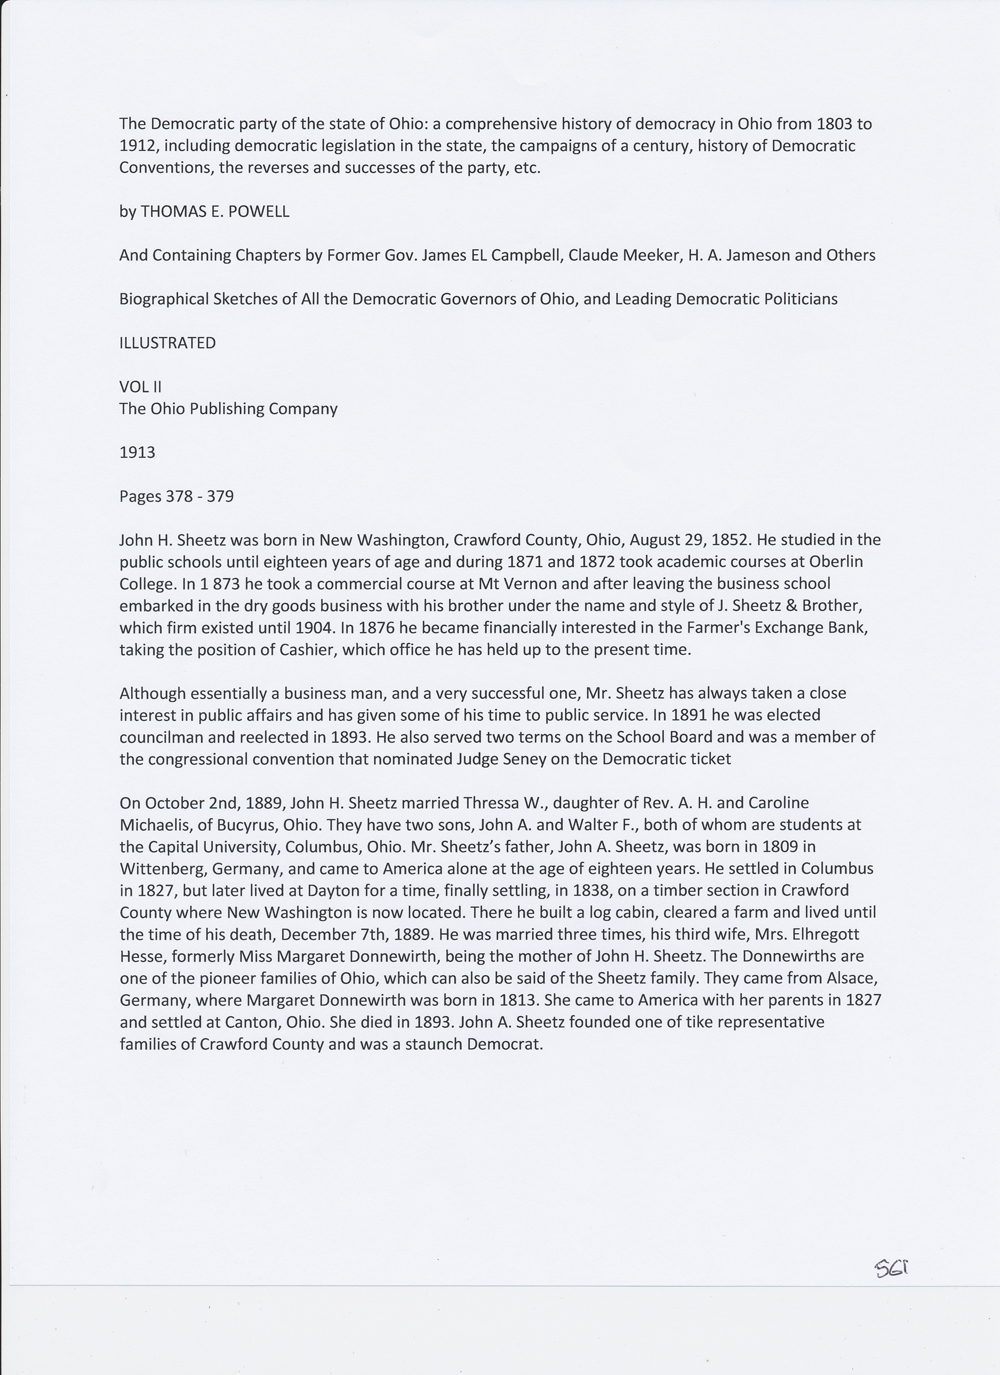 The Democratic party of the state of Ohio: a comprehensive history of democracy in Ohio from 1803 to
1912, including democratic legislation in the state, the campaigns of a century, history of Democratic
Conventions, the reverses and successes of the party, etc.
by THOMAS E. POWELL
And Containing Chapters by Former Gov. James EL Campbell, Claude Meeker, H. A. Jameson and Others
Biographical Sketches of All the Democratic Governors of Ohio, and Leading Democratic Politicians
ILLUSTRATED
VOL II
The Ohio Publishing Company
1913
Pages 378 - 379
John H. Sheetz was born in New Washington, Crawford County, Ohio, August 29, 1852. He studied in the
public schools until eighteen years of age and during 1871 and 1872 took academic courses at Oberlin
College. In 1 873 he took a commercial course at Mt Vernon and after leaving the business school
embarked in the dry goods business with his brother under the name and style of J. Sheetz & Brother,
which firm existed until 1904. In 1876 he became financially interested in the Farmer's Exchange Bank,
taking the position of Cashier, which office he has held up to the present time.
Although essentially a business man, and a very successful one, Mr. Sheetz has always taken a close
interest in public affairs and has given some of his time to public service. In 1891 he was elected
councilman and reelected in 1893. He also served two terms on the School Board and was a member of
the congressional convention that nominated Judge Seney on the Democratic ticket
On October 2nd, 1889, John H. Sheetz married Thressa W., daughter of Rev. A. H. and Caroline
Michaelis, of Bucyrus, Ohio. They have two sons, John A. and Walter F., both of whom are students at
the Capital University, Columbus, Ohio. Mr. Sheetz’s father, John A. Sheetz, was born in 1809 in
Wittenberg, Germany, and came to America alone at the age of eighteen years. He settled in Columbus
in 1827, but later lived at Dayton for a time, finally settling, in 1838, on a timber section in Crawford
County where New Washington is now located. There he built a log cabin, cleared a farm and lived until
the time of his death, December 7th, 1889. He was married three times, his third wife, Mrs. Elhregott
Hesse, formerly Miss Margaret Donnewirth, being the mother of John H. Sheetz. The Donnewirths are
one of the pioneer families of Ohio, which can also be said of the Sheetz family. They came from Alsace,
Germany, where Margaret Donnewirth was born in 1813. She came to America with her parents in 1827
and settled at Canton, Ohio. She died in 1893. John A. Sheetz founded one of tike representative
families of Crawford County and was a staunch Democrat.